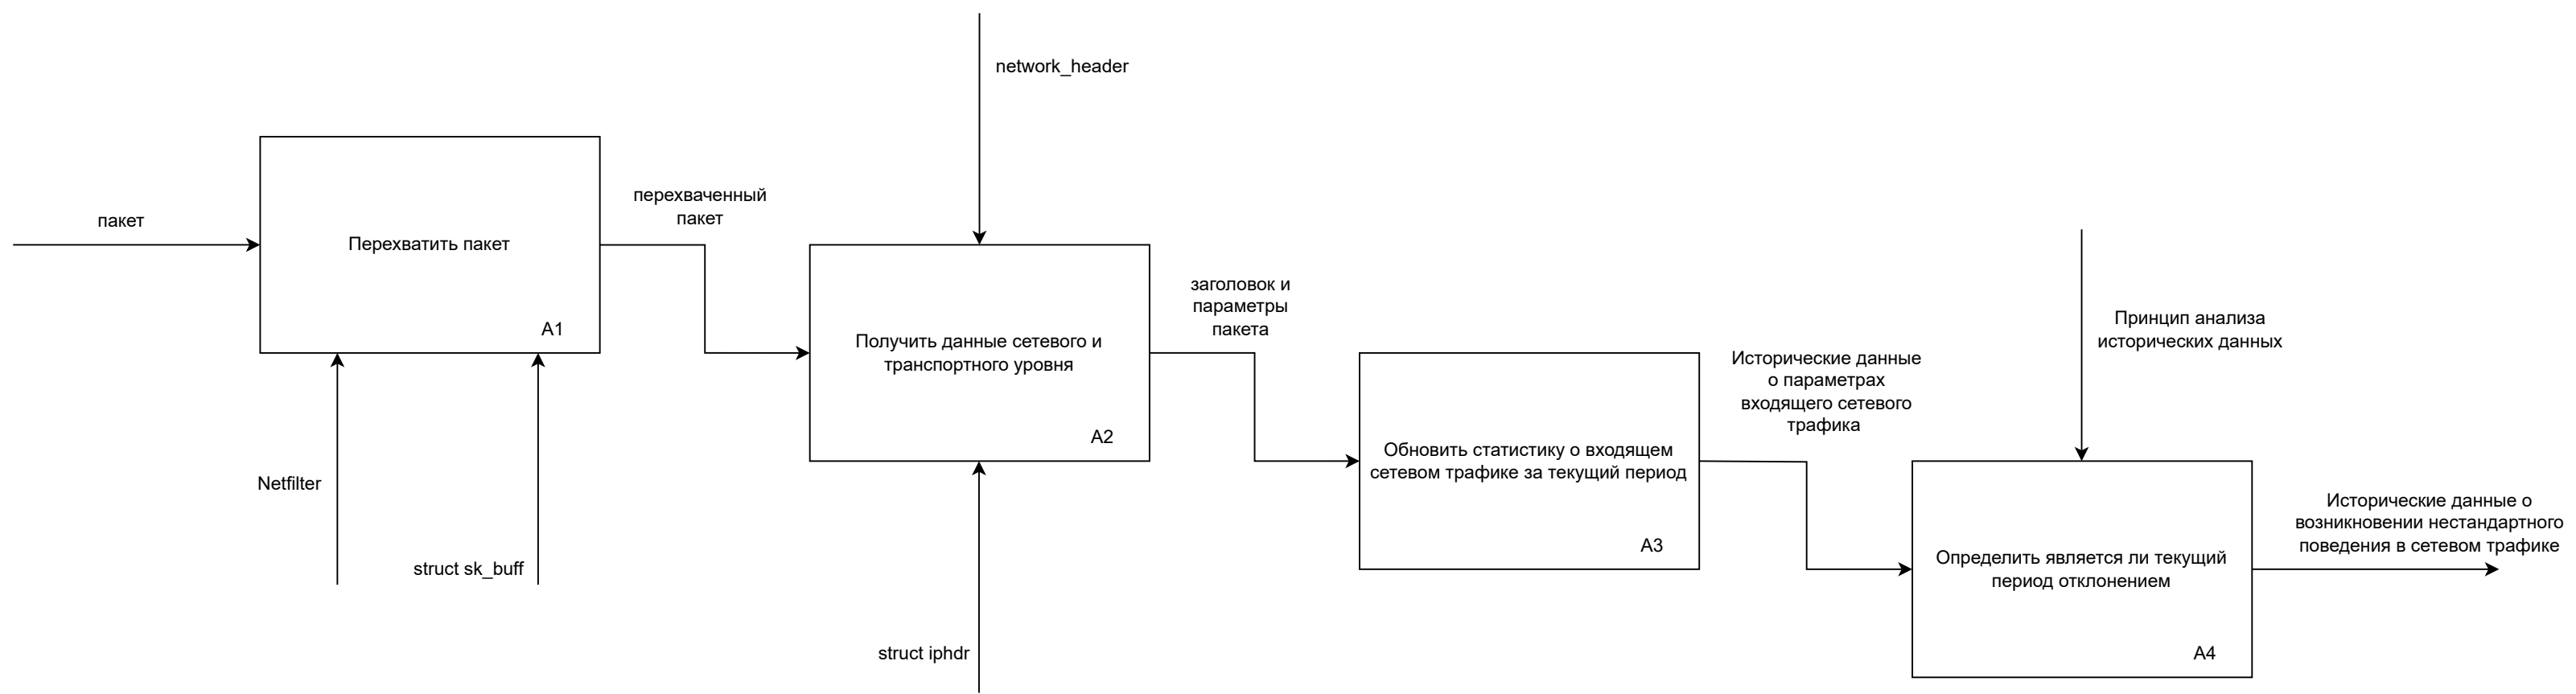 network_header
пакет
Перехватить пакет
A1
Netfilter
struct sk_buff
перехваченный
пакет
Получить данные сетевого и
транспортного уровня
A2
struct iphdr
заголовок и
параметры
пакета
Обновить статистику о входящем
сетевом трафике за текущий период
A3
Исторические данные
о параметрах
входящего сетевого
трафика
Принцип анализа
исторических данных
Определить является ли текущий
период отклонением
A4
Исторические данные о
возникновении нестандартного
поведения в сетевом трафике